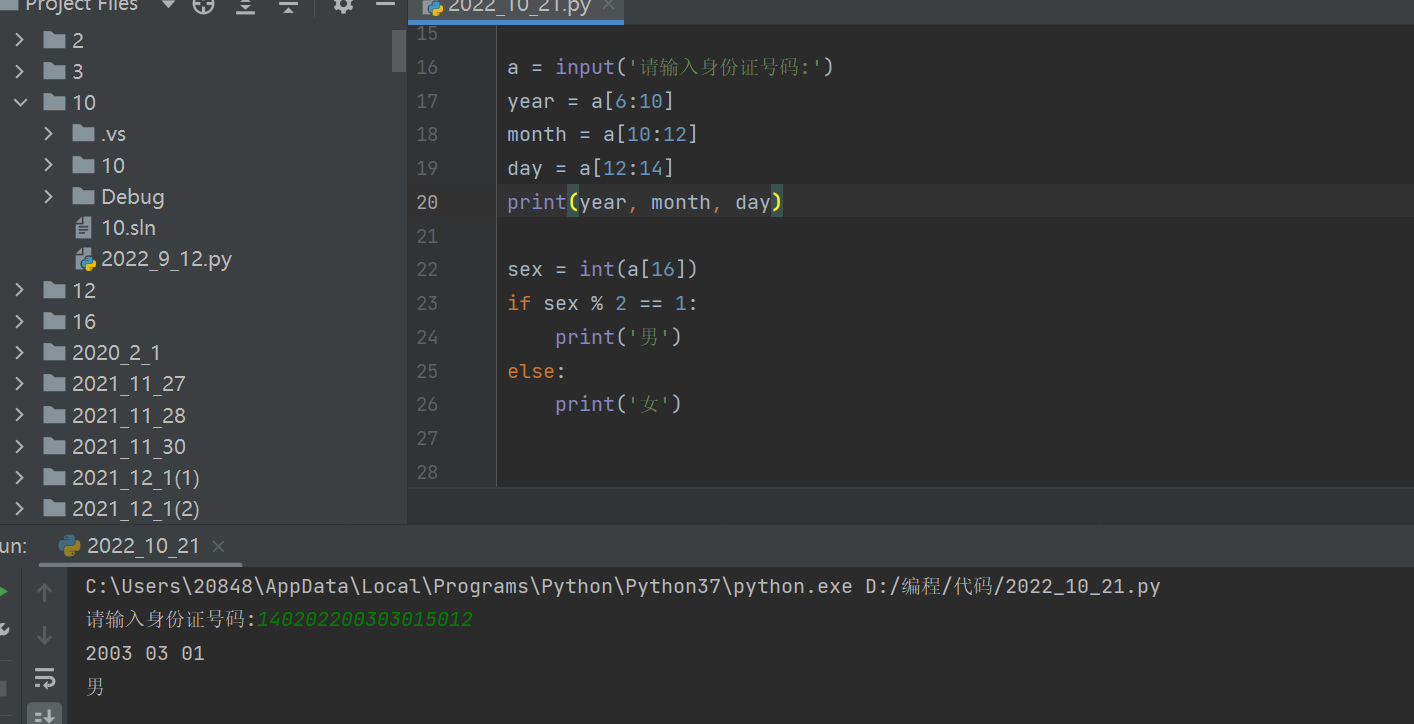 Project Files
2
3
10
.vs
10
Debug
10.sln
2022_9_12.py
12
16
2020_2_1
2021_11_27
2021_11_28
2021_11_30
2021_12_1(1)
2021_12_1(2)
2022_10_21.py
15
16 a = input('请输入身份证号码:')
17 year = a[6:10]
18 month = a[10:12]
19 day = a[12:14]
20 print(year, month, day)
21
22 sex = int(a[16])
23 if sex % 2 == 1:
24 print('男')
25 else:
26 print('女')
27
28
un: 2022_10_21
C:\Users\20848\AppData\Local\Programs\Python\Python37\python.exe D:/编程/代码/2022_10_21.py
请输入身份证号码:140202200303015012
2003 03 01
男